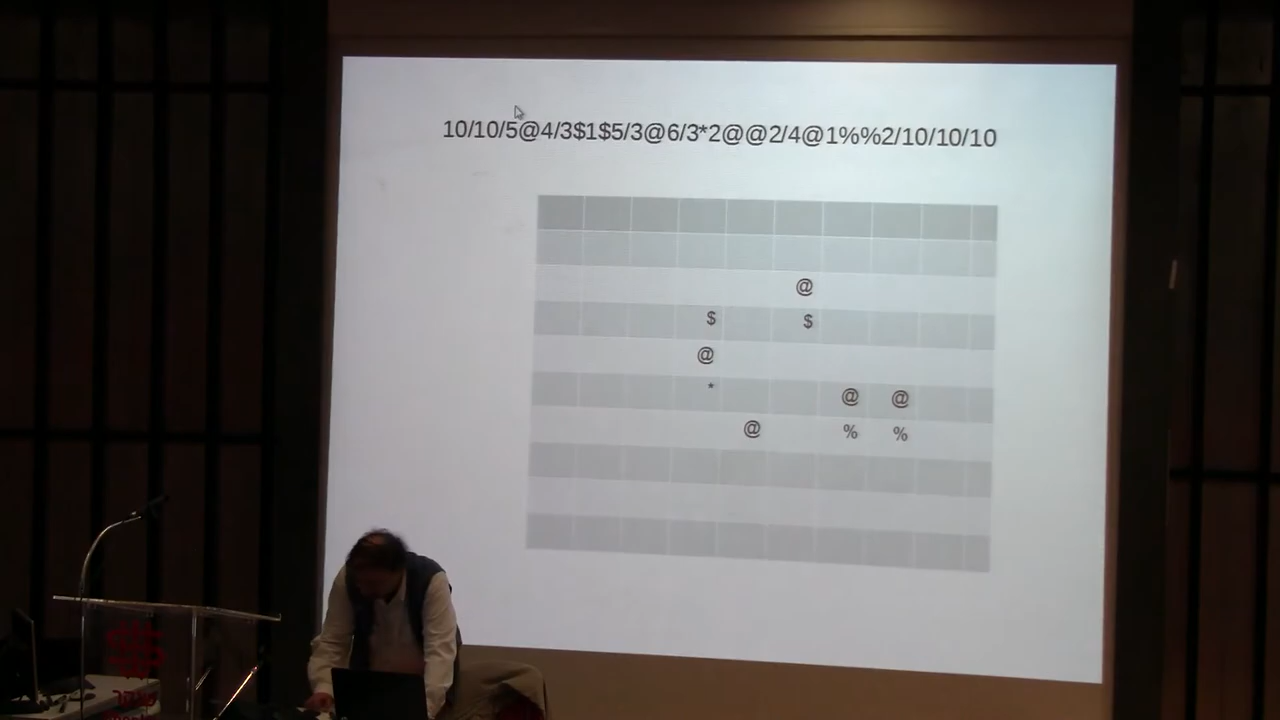 10/10/5@4/3$1$5/3@6/3*2@@2/4@1%%2/10/10/10
@
$ $
@
* @ @
@ % %